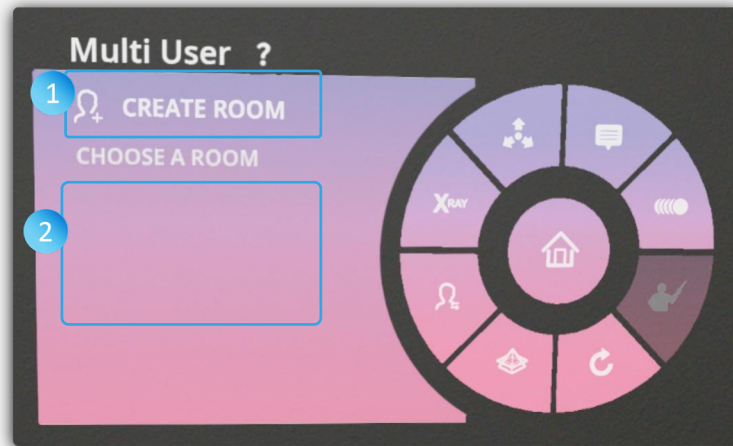 Multi User ?
1
CREATE ROOM
CHOOSE A ROOM
2
XRAY